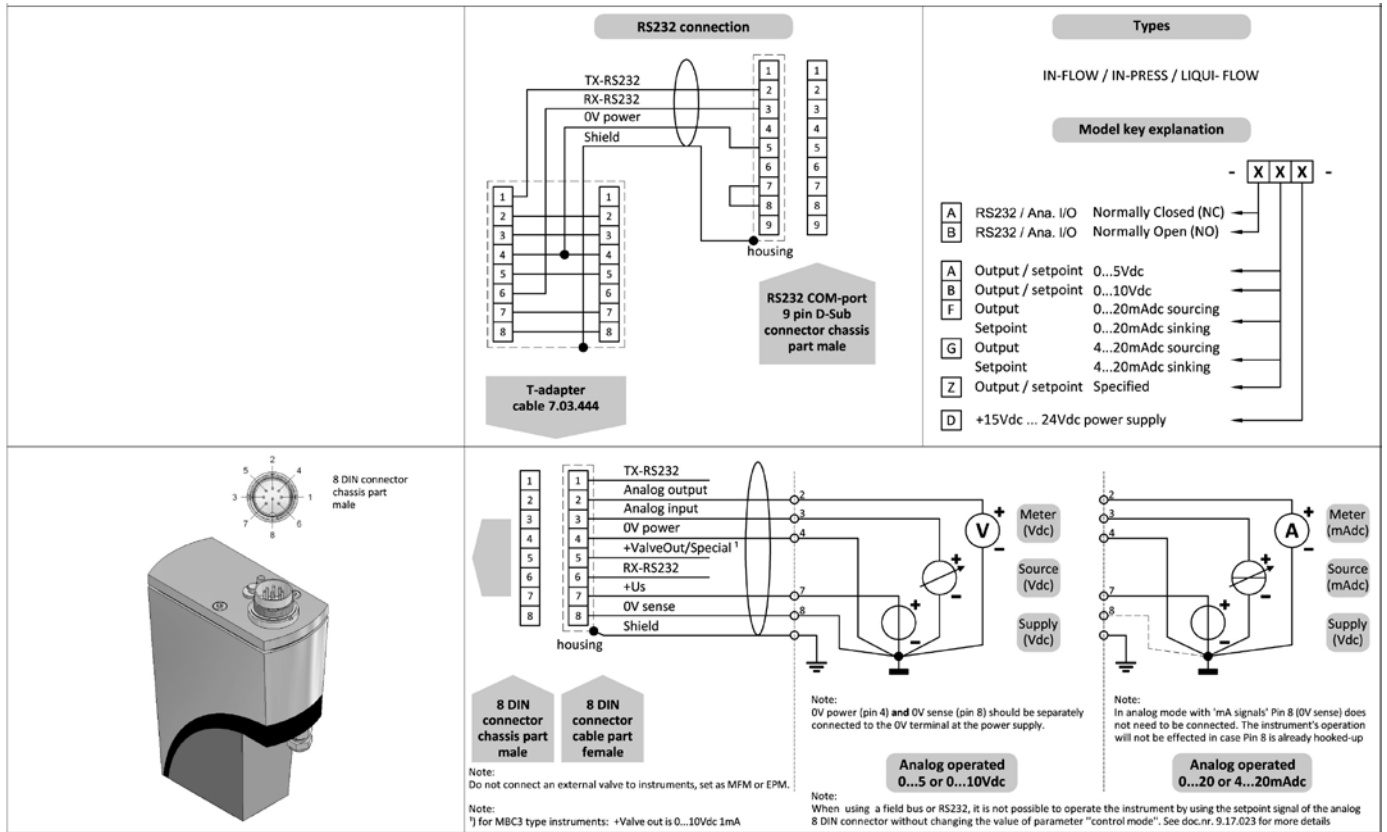 RS232 connection
TX-RS232
RX-RS232
0V power
Shield
1
2
3
4
5
6
7
8
9
1
2
3
4
5
6
7
8
9
housing
1
2
3
4
5
6
7
8
1
2
3
4
5
6
7
8
RS232 COM-port
9 pin D-Sub
connector chassis
part male
T-adapter
cable 7.03.444
Types
IN-FLOW / IN-PRESS / LIQUI- FLOW
Model key explanation
- X X X -
A RS232 / Ana. I/O Normally Closed (NC)
B RS232 / Ana. I/O Normally Open (NO)
A Output / setpoint 0...5Vdc
B Output / setpoint 0...10Vdc
F Output 0...20mAdc sourcing
Setpoint 0...20mAdc sinking
G Output 4...20mAdc sourcing
Setpoint 4...20mAdc sinking
Z Output / setpoint Specified
D +15Vdc ... 24Vdc power supply
2
5 4
3 1
7 6
8
8 DIN connector
chassis part
male
1
2
3
4
5
6
7
8
1
2
3
4
5
6
7
8
housing
TX-RS232
Analog output
Analog input
0V power
+ValveOut/Special ¹
RX-RS232
+Us
0V sense
Shield
8 DIN
connector
chassis part
male
8 DIN
connector
cable part
female
Note:
Do not connect an external valve to instruments, set as MFM or EPM.
Note:
¹) for MBC3 type instruments: +Valve out is 0...10Vdc 1mA
2
3
4
7
8
V
+
-
+
-
+
-
Meter
(Vdc)
Source
(Vdc)
Supply
(Vdc)
Note:
0V power (pin 4) and 0V sense (pin 8) should be separately
connected to the 0V terminal at the power supply.
Analog operated
0...5 or 0...10Vdc
2
3
4
7
8
A
+
-
+
-
+
-
Meter
(mAdc)
Source
(mAdc)
Supply
(Vdc)
Note:
In analog mode with 'mA signals' Pin 8 (0V sense) does
not need to be connected. The instrument's operation
will not be effected in case Pin 8 is already hooked-up
Analog operated
0...20 or 4...20mAdc
Note:
When using a field bus or RS232, it is not possible to operate the instrument by using the setpoint signal of the analog
8 DIN connector without changing the value of parameter "control mode". See doc.nr. 9.17.023 for more details